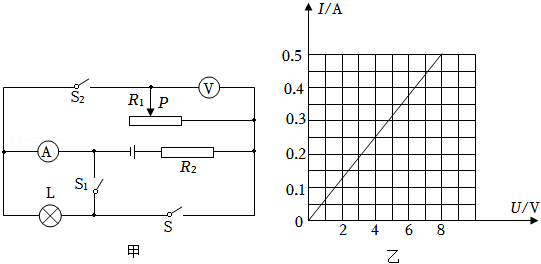 S₂
R₁ P
V
A
S₁
R₂
L
S
甲
I/A
0.5
0.4
0.3
0.2
0.1
0
2 4 6 8
U/V
乙